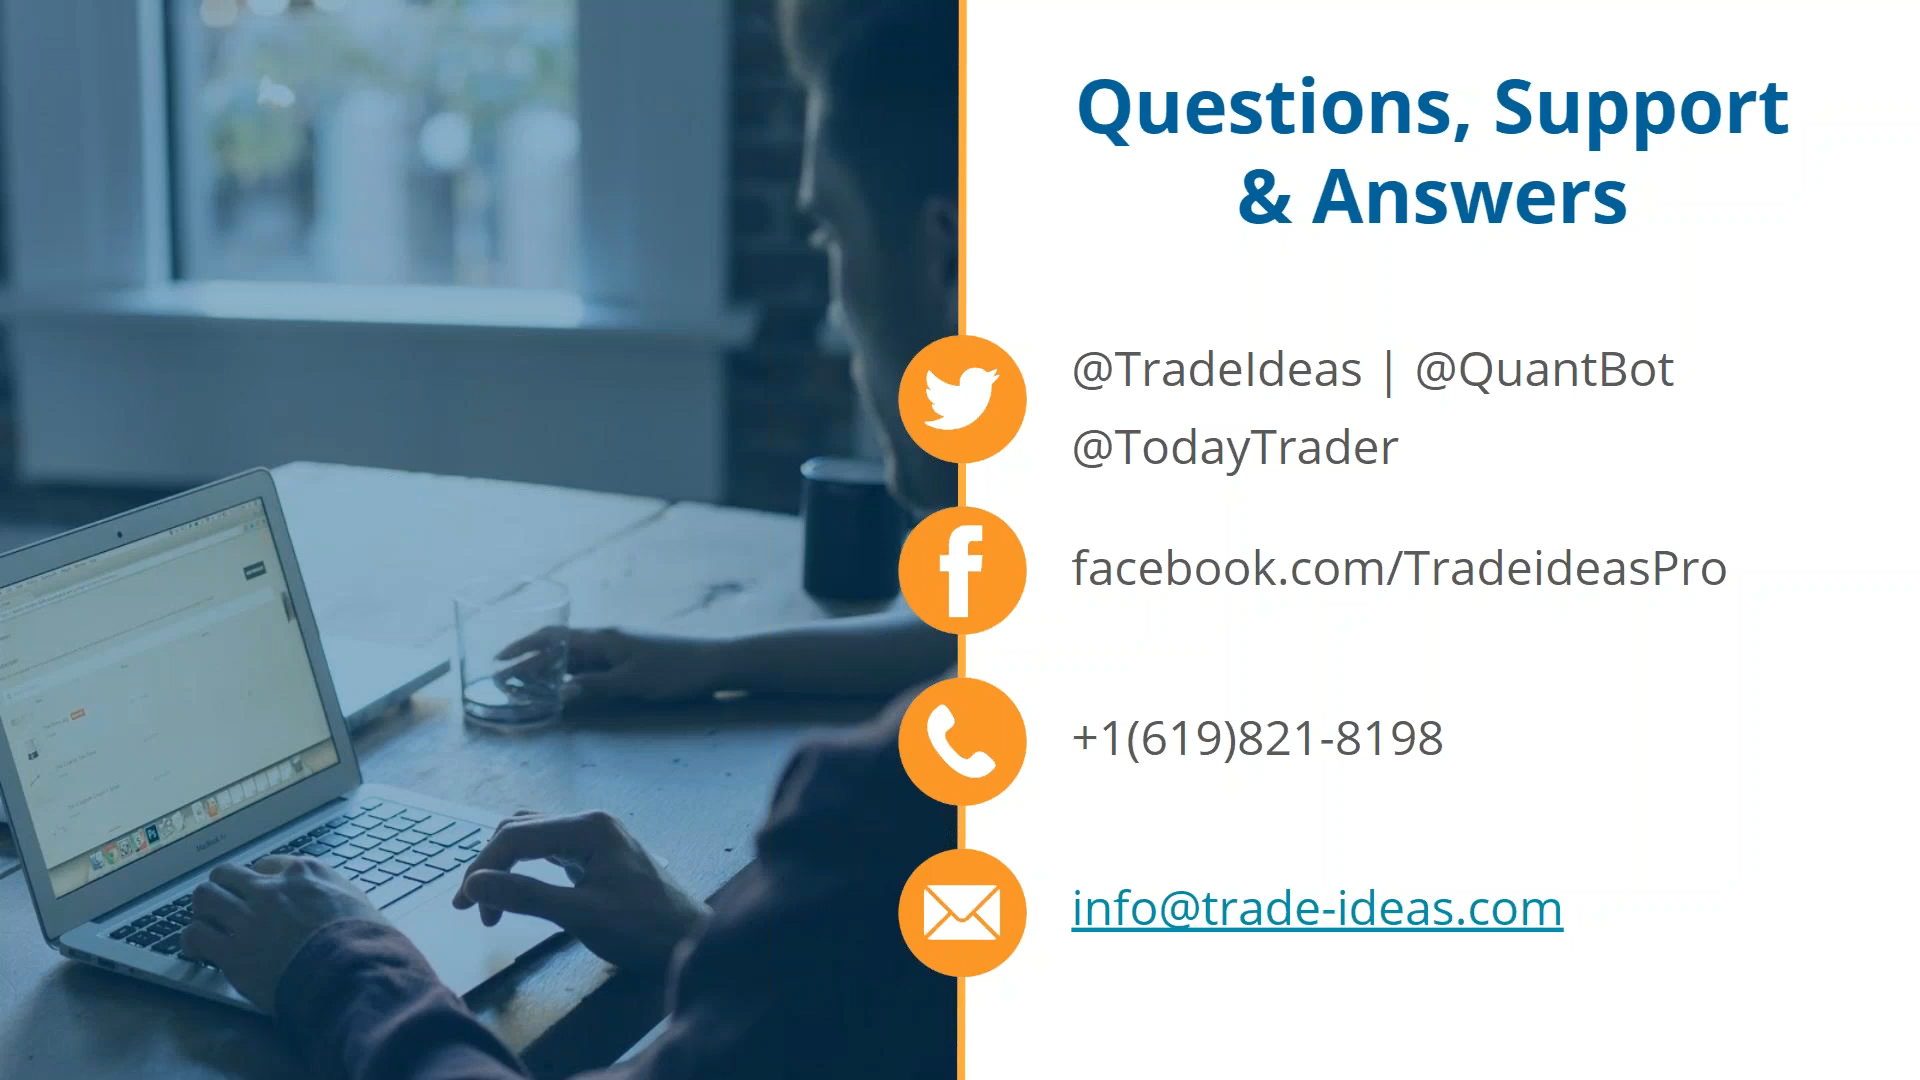 Questions, Support
& Answers
@TradeIdeas | @QuantBot
@TodayTrader
facebook.com/TradeideasPro
+1(619)821-8198
info@trade-ideas.com